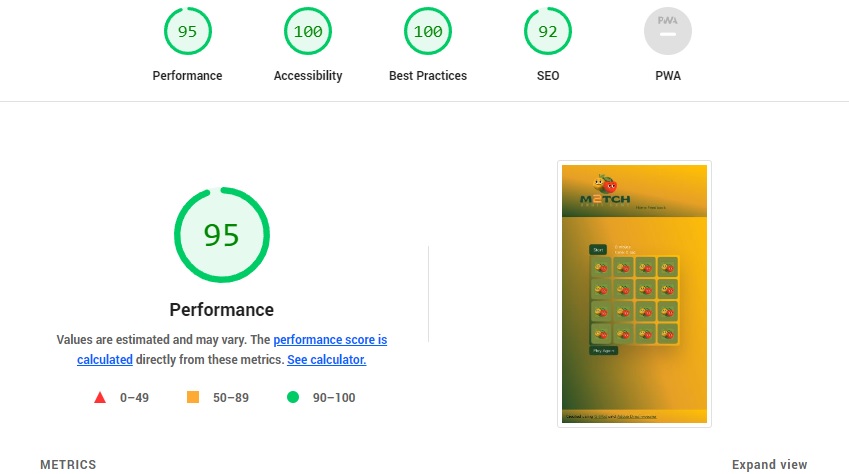 95
100
100
92
PWA
Performance
Accessibility
Best Practices
SEO
PWA
95
Performance
Values are estimated and may vary. The performance score is
calculated directly from these metrics. See calculator.
0–49
50–89
90–100
M2TCH
Start
Play Again
METRICS
Expand view